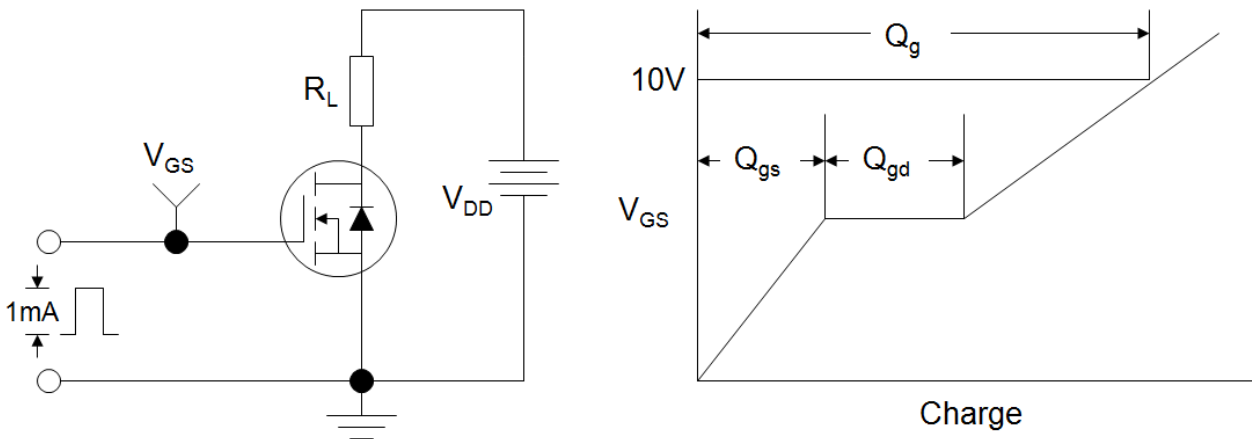 R_L
V_GS
V_DD
1mA
Q_g
10V
Q_gs
Q_gd
V_GS
Charge